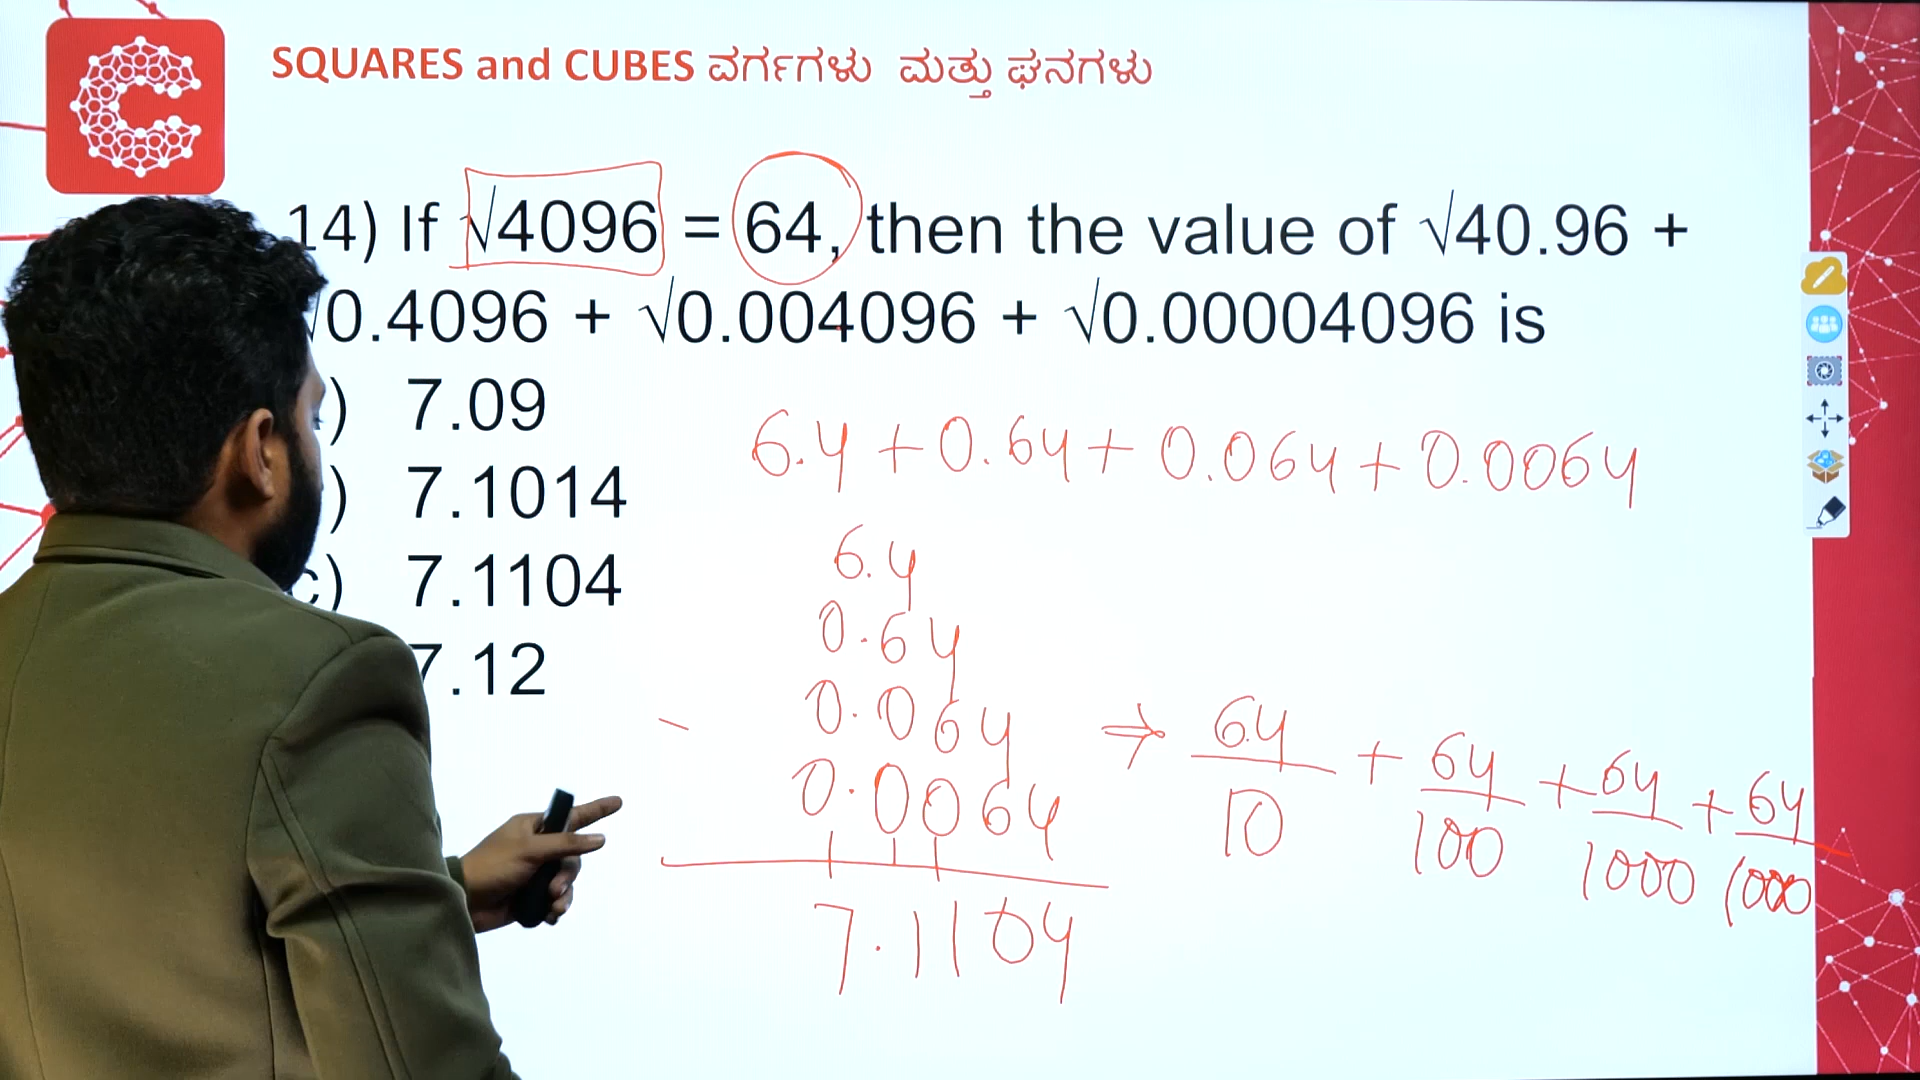 SQUARES and CUBES ವರ್ಗಗಳು ಮತ್ತು ಘನಗಳು
14) If √4096 = 64, then the value of √40.96 +
√0.4096 + √0.004096 + √0.00004096 is
) 7.09
) 7.1014
c) 7.1104
7.12
6.4 + 0.64 + 0.064 + 0.0064
6.4
0.64
0.064
0.0064
7.1104
⇒ 64/10 + 64/100 + 64/1000 + 64/